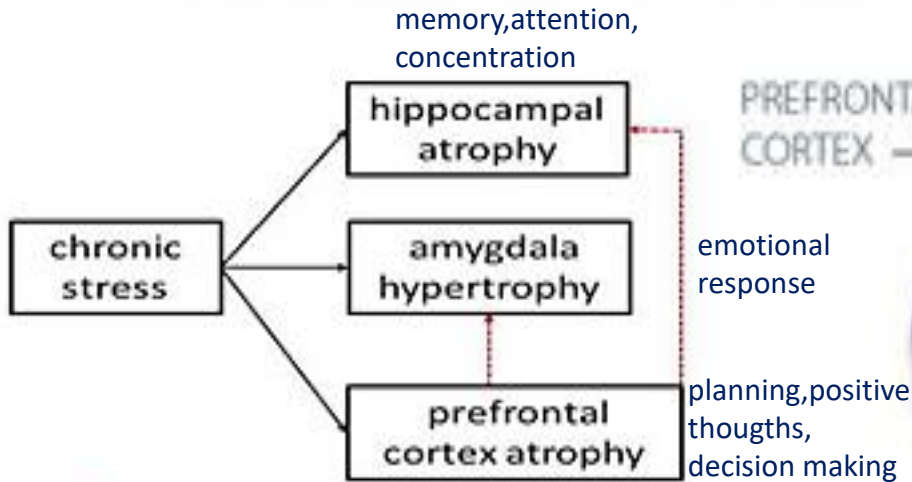 memory,attention,
concentration
hippocampal
atrophy
PREFRONT
CORTEX
chronic
stress
amygdala
hypertrophy
emotional
response
prefrontal
cortex atrophy
planning,positive
thougths,
decision making